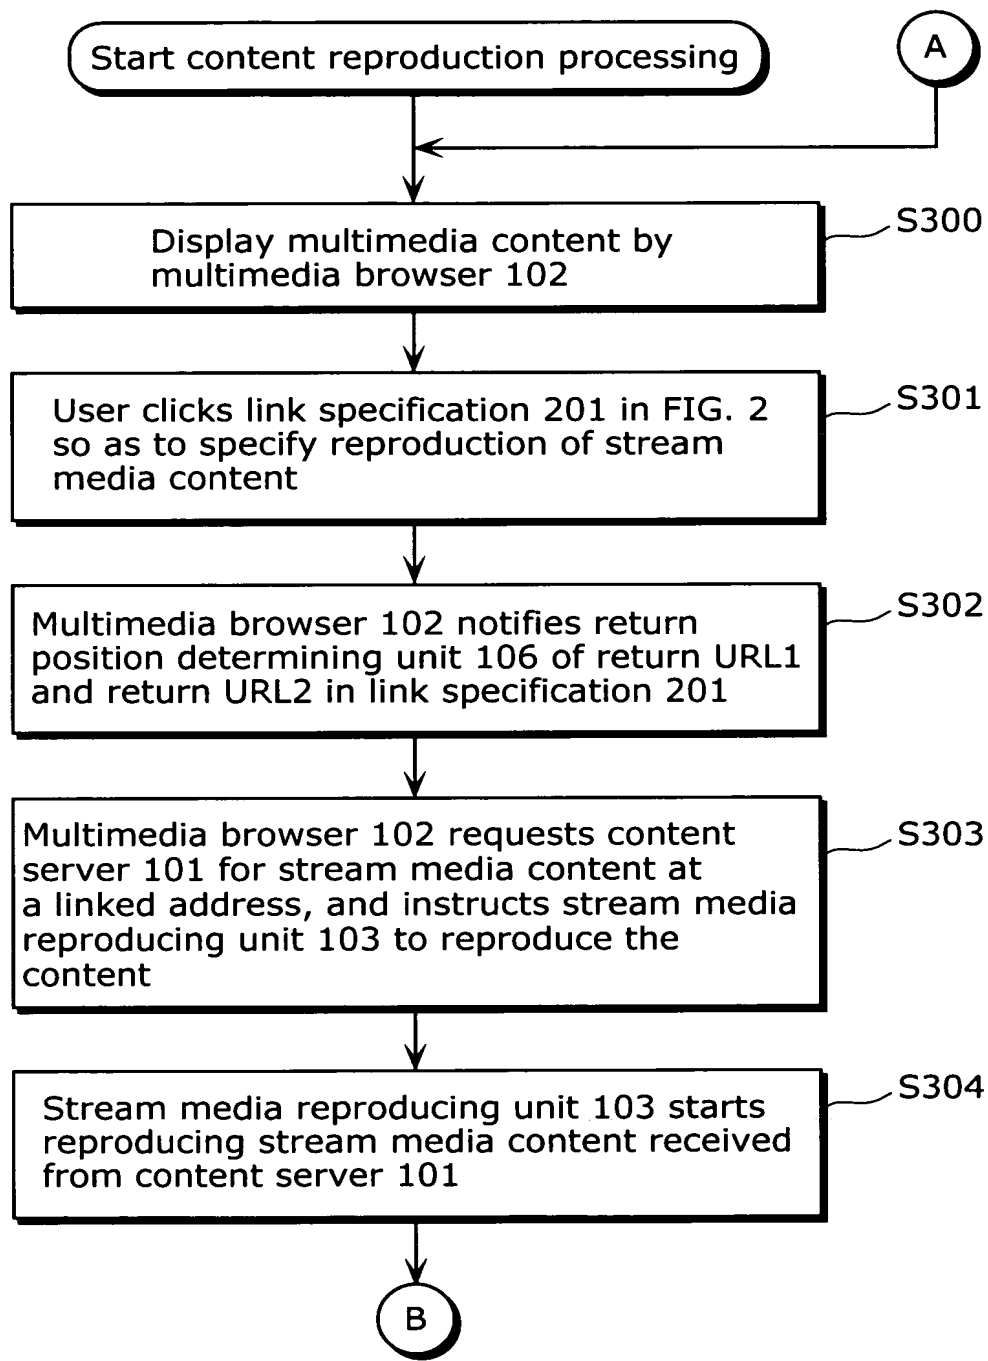 Start content reproduction processing
A
S300
Display multimedia content by
multimedia browser 102
S301
User clicks link specification 201 in FIG. 2
so as to specify reproduction of stream
media content
S302
Multimedia browser 102 notifies return
position determining unit 106 of return URL1
and return URL2 in link specification 201
S303
Multimedia browser 102 requests content
server 101 for stream media content at
a linked address, and instructs stream media
reproducing unit 103 to reproduce the
content
S304
Stream media reproducing unit 103 starts
reproducing stream media content received
from content server 101
B